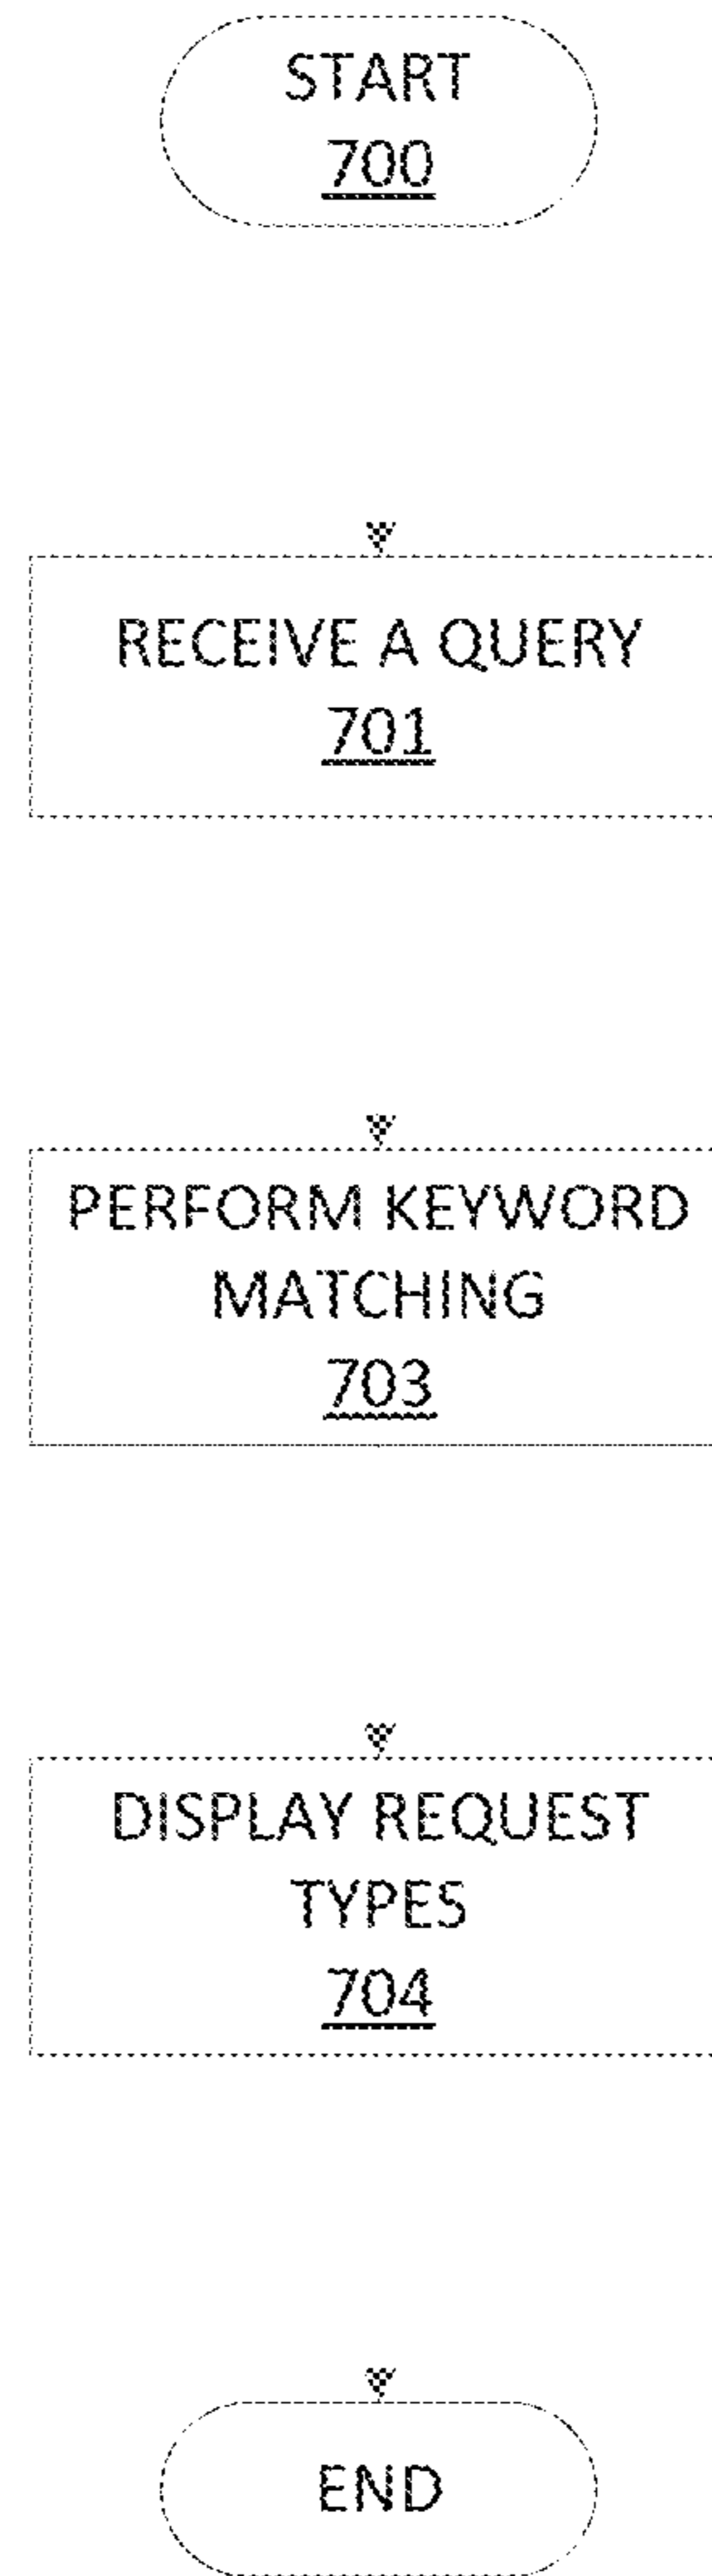 START
700
RECEIVE A QUERY
701
PERFORM KEYWORD
MATCHING
703
DISPLAY REQUEST
TYPES
704
END